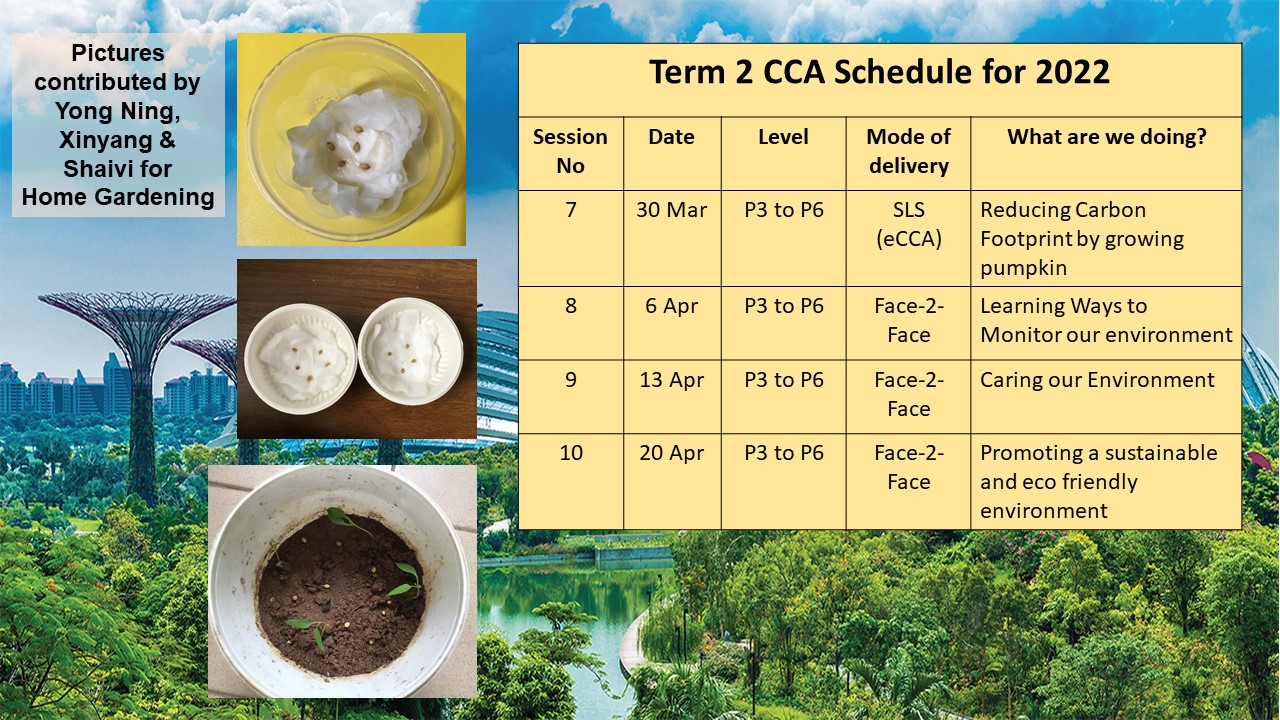 Pictures
contributed by
Yong Ning,
Xinyang &
Shaivi for
Home Gardening
Term 2 CCA Schedule for 2022
Session
No
Date
Level
Mode of
delivery
What are we doing?
7
30 Mar
P3 to P6
SLS
(eCCA)
Reducing Carbon
Footprint by growing
pumpkin
8
6 Apr
P3 to P6
Face-2-
Face
Learning Ways to
Monitor our environment
9
13 Apr
P3 to P6
Face-2-
Face
Caring our Environment
10
20 Apr
P3 to P6
Face-2-
Face
Promoting a sustainable
and eco friendly
environment